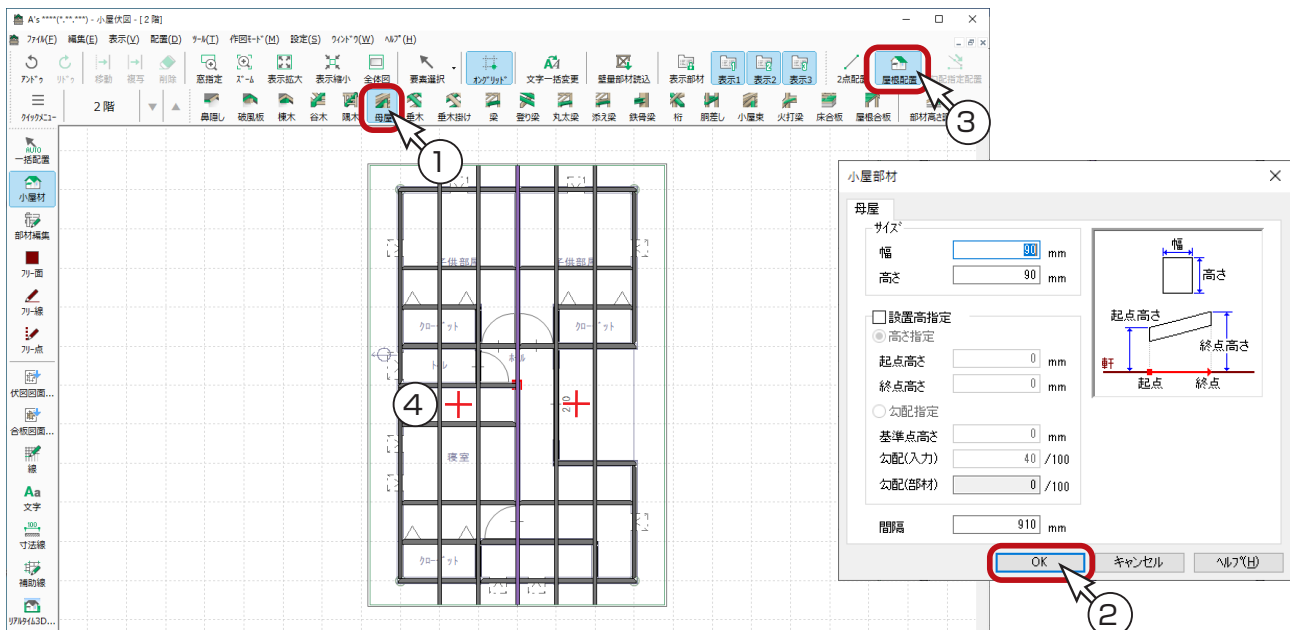 A's ****(*.**.***) - 小屋伏図 - [2 階]
ﾌｧｲﾙ(F) 編集(E) 表示(V) 配置(D) ﾂｰﾙ(T) 作図ﾓｰﾄﾞ(M) 設定(S) ｳｨﾝﾄﾞｳ(W) ﾍﾙﾌﾟ(H)
ｱﾝﾄﾞｩ ﾘﾄﾞｩ 移動 複写 削除 窓指定 ｽﾞｰﾑ 表示拡大 表示縮小 全体図 要素選択 ｵﾝｸﾞﾘｯﾄﾞ 文字一括変更 壁量部材読込 表示部材 表示1 表示2 表示3 2点配置 屋根配置 勾配指定配置
ｸｲｯｸﾒﾆｭｰ 2 階 鼻隠し 破風板 棟木 谷木 隅木 母屋 垂木 垂木掛け 梁 登り梁 丸太梁 添え梁 鉄骨梁 桁 胴差し 小屋束 火打梁 床合板 屋根合板 部材高さ
①
③
AUTO
一括配置
小屋材
部材編集
ﾌﾘｰ面
ﾌﾘｰ線
ﾌﾘｰ点
伏図図面...
合板図面...
線
Aa
文字
100
寸法線
補助線
ﾘｱﾙﾀｲﾑ3D...
子供部屋 子供部屋
ｸﾛｰｾﾞｯﾄ ｸﾛｰｾﾞｯﾄ
ﾄｲﾚ ﾎｰﾙ
④
寝室
ｸﾛｰｾﾞｯﾄ ｸﾛｰｾﾞｯﾄ
小屋部材
母屋
ｻｲｽﾞ
幅 90 mm
高さ 90 mm
設置高指定
高さ指定
起点高さ 0 mm
終点高さ 0 mm
勾配指定
基準点高さ 0 mm
勾配(入力) 40 /100
勾配(部材) 0 /100
間隔 910 mm
幅
高さ
起点高さ
終点高さ
軒
起点 終点
OK キャンセル ﾍﾙﾌﾟ(H)
②